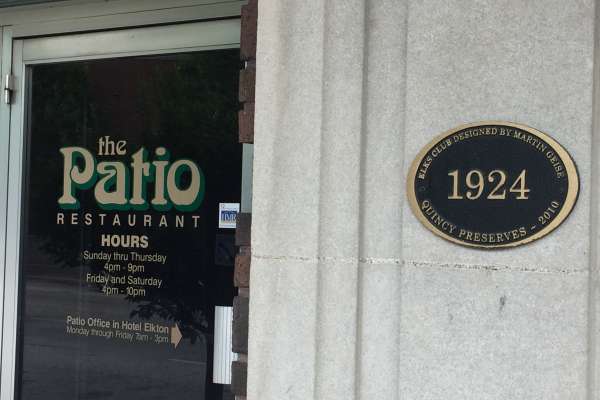 the
Patio
RESTAURANT
HOURS
Sunday thru Thursday
4pm - 9pm
Friday and Saturday
4pm - 10pm
Patio Office in Hotel Elkton
Monday through Friday 7am - 3pm
ELKS CLUB DESIGNED BY MARTIN GEISE
1924
QUINCY PRESERVES ~ 2010